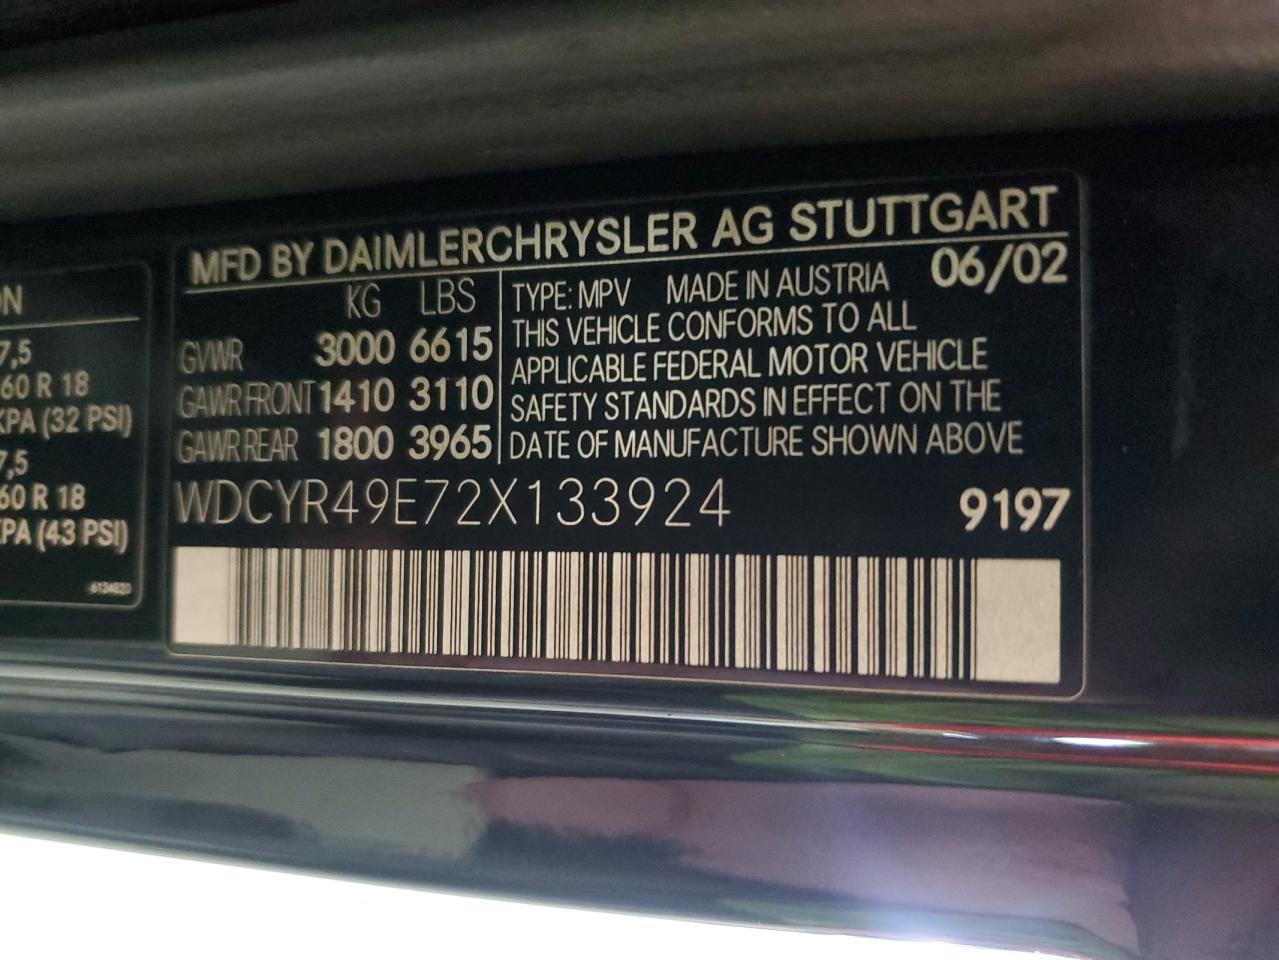 MFD BY DAIMLERCHRYSLER AG STUTTGART
KG LBS
GVWR 3000 6615
GAWR FRONT 1410 3110
GAWR REAR 1800 3965
TYPE: MPV MADE IN AUSTRIA 06/02
THIS VEHICLE CONFORMS TO ALL
APPLICABLE FEDERAL MOTOR VEHICLE
SAFETY STANDARDS IN EFFECT ON THE
DATE OF MANUFACTURE SHOWN ABOVE
WDCYR49E72X133924 9197
ON
7,5
60 R 18
KPA (32 PSI)
7,5
60 R 18
KPA (43 PSI)